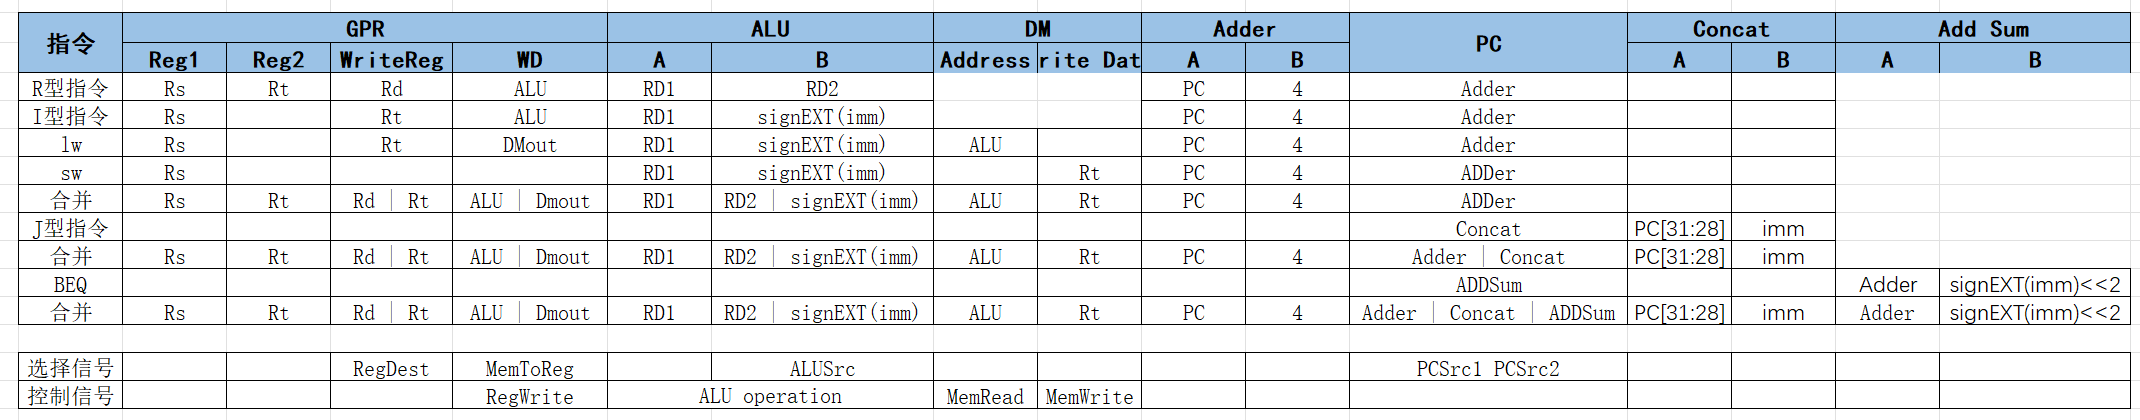 指令 GPR ALU DM Adder PC Concat Add Sum
Reg1 Reg2 WriteReg WD A B Address rite Dat A B A B A B
R型指令 Rs Rt Rd ALU RD1 RD2 PC 4 Adder
I型指令 Rs Rt ALU RD1 signEXT(imm) PC 4 Adder
lw Rs Rt DMout RD1 signEXT(imm) ALU PC 4 Adder
sw Rs RD1 signEXT(imm) Rt PC 4 ADDer
合并 Rs Rt Rd | Rt ALU | Dmout RD1 RD2 | signEXT(imm) ALU Rt PC 4 ADDer
J型指令 Concat PC[31:28] imm
合并 Rs Rt Rd | Rt ALU | Dmout RD1 RD2 | signEXT(imm) ALU Rt PC 4 Adder | Concat PC[31:28] imm
BEQ ADDSum Adder signEXT(imm)<<2
合并 Rs Rt Rd | Rt ALU | Dmout RD1 RD2 | signEXT(imm) ALU Rt PC 4 Adder | Concat | ADDSum PC[31:28] imm Adder signEXT(imm)<<2
选择信号 RegDest MemToReg ALUSrc PCSrc1 PCSrc2
控制信号 RegWrite ALU operation MemRead MemWrite